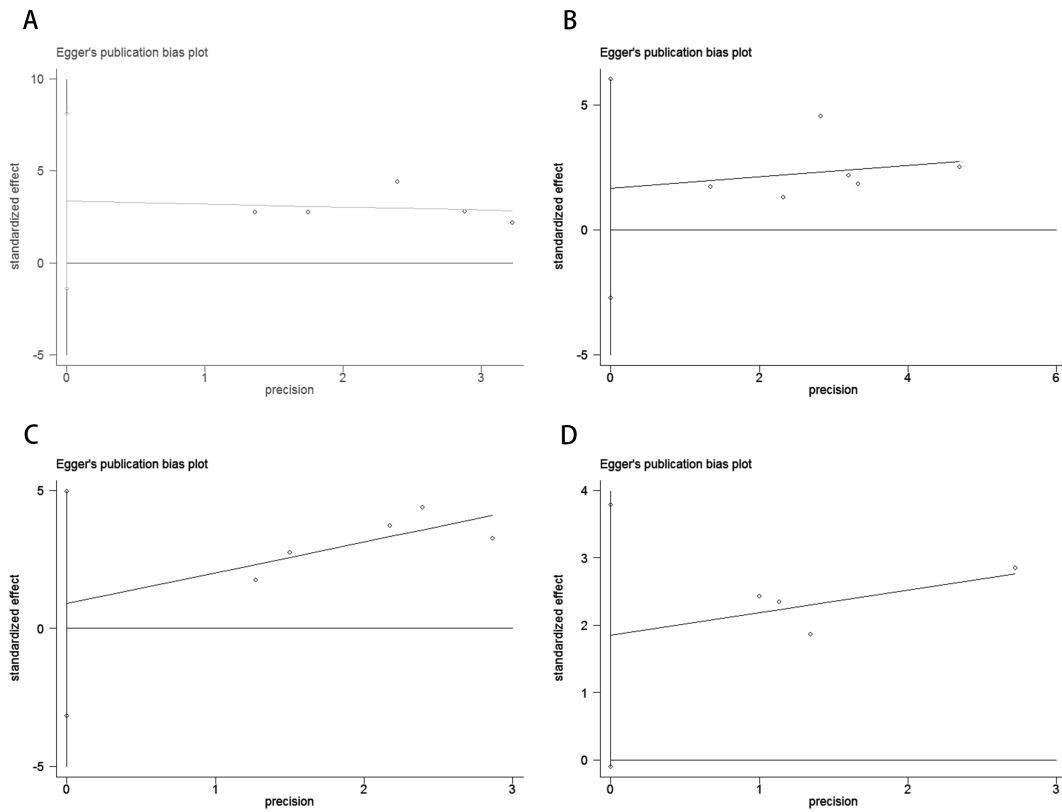 A
Egger's publication bias plot
10
5
0
-5
standardized effect
0 1 2 3
precision
B
Egger's publication bias plot
5
0
-5
standardized effect
0 2 4 6
precision
C
Egger's publication bias plot
5
0
-5
standardized effect
0 1 2 3
precision
D
Egger's publication bias plot
4
3
2
1
0
standardized effect
0 1 2 3
precision